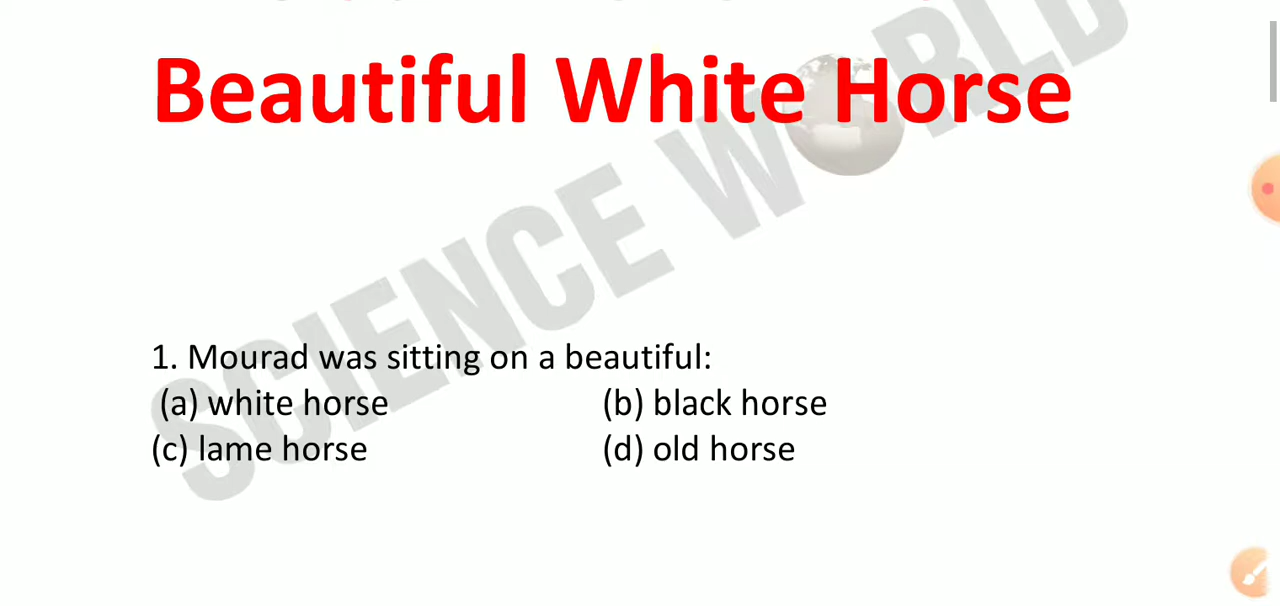 Beautiful White Horse
SCIENCE WORLD
1. Mourad was sitting on a beautiful:
(a) white horse (b) black horse
(c) lame horse (d) old horse